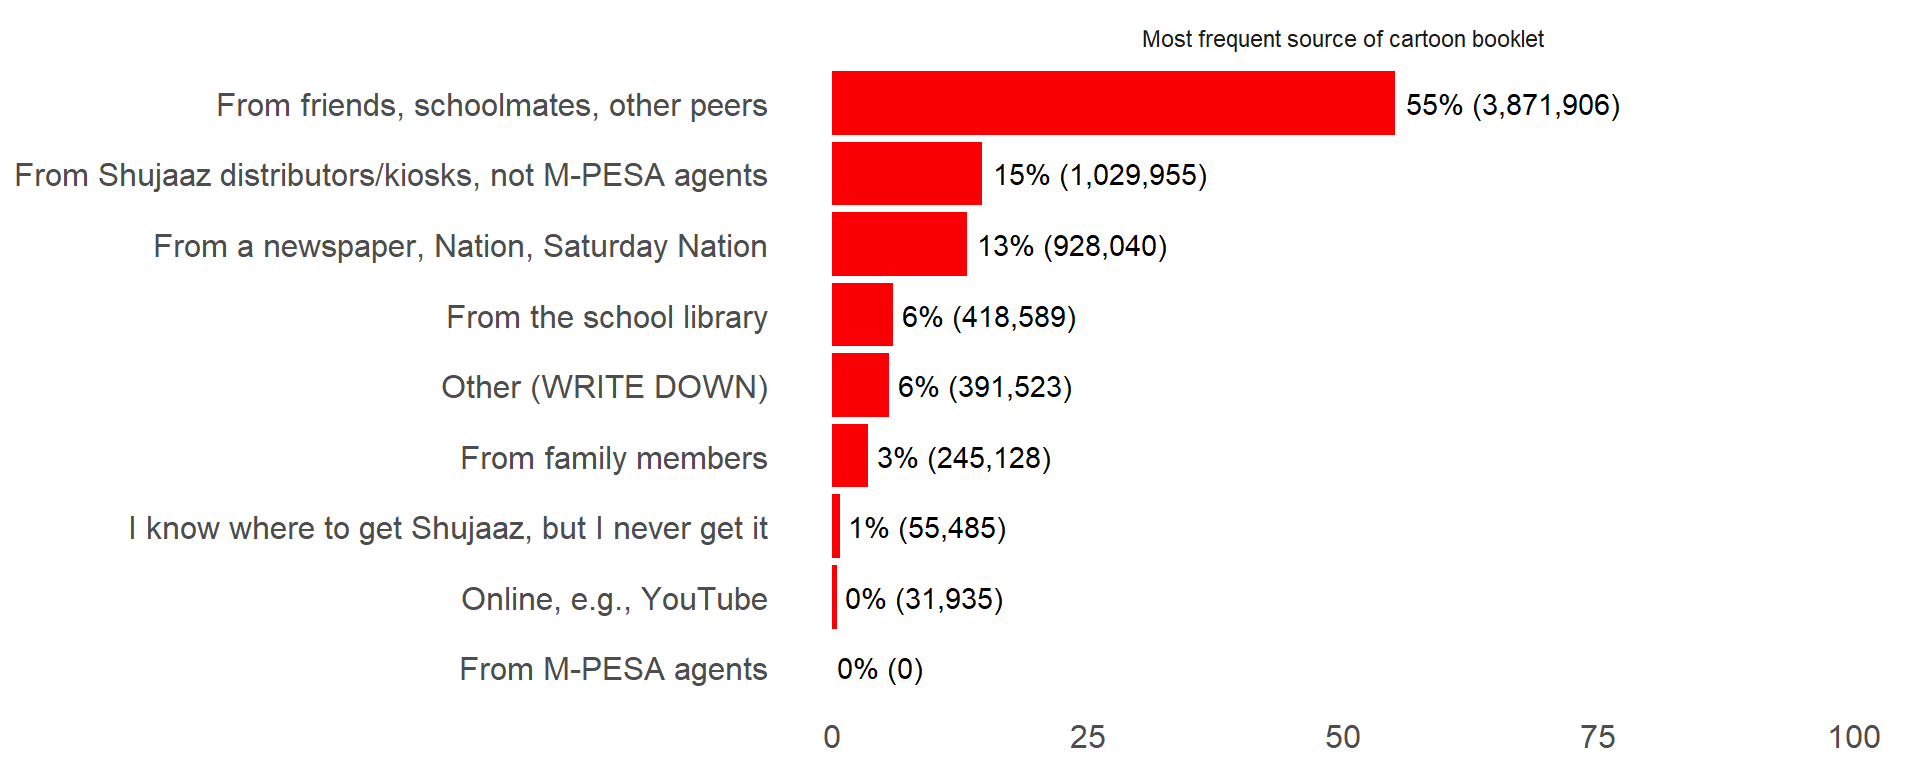 Most frequent source of cartoon booklet
From friends, schoolmates, other peers 55% (3,871,906)
From Shujaaz distributors/kiosks, not M-PESA agents 15% (1,029,955)
From a newspaper, Nation, Saturday Nation 13% (928,040)
From the school library 6% (418,589)
Other (WRITE DOWN) 6% (391,523)
From family members 3% (245,128)
I know where to get Shujaaz, but I never get it 1% (55,485)
Online, e.g., YouTube 0% (31,935)
From M-PESA agents 0% (0)
0 25 50 75 100